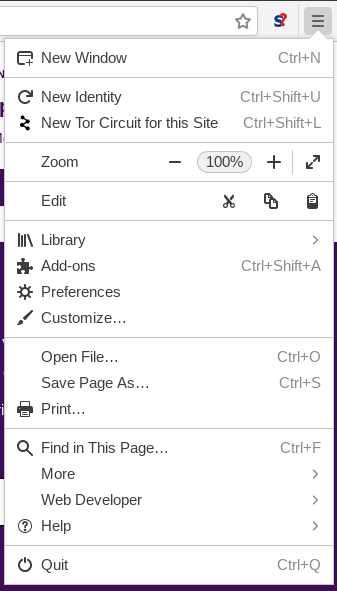 New Window Ctrl+N
New Identity Ctrl+Shift+U
New Tor Circuit for this Site Ctrl+Shift+L
Zoom 100%
Edit
Library
Add-ons Ctrl+Shift+A
Preferences
Customize…
Open File… Ctrl+O
Save Page As… Ctrl+S
Print…
Find in This Page… Ctrl+F
More
Web Developer
Help
Quit Ctrl+Q